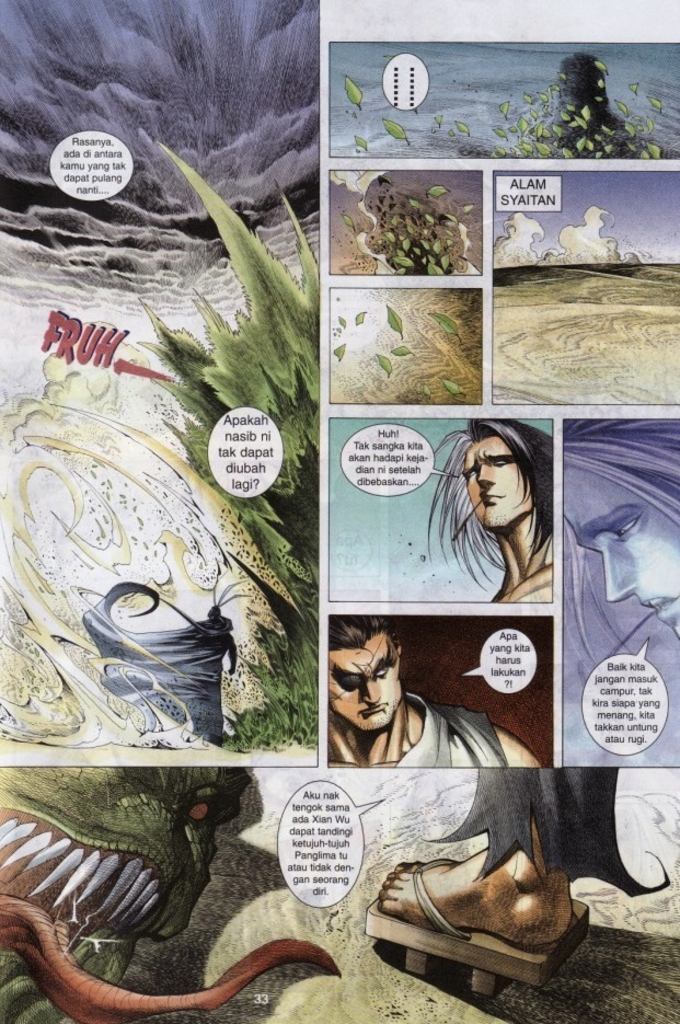 Rasanya,
ada di antara
kamu yang tak
dapat pulang
nanti....
FRUH
Apakah
nasib ni
tak dapat
diubah
lagi?
ALAM
SYAITAN
Huh!
Tak sangka kita
akan hadapi keja-
dian ni setelah
dibebaskan....
Apa
yang kita
harus
lakukan
?!
Baik kita
jangan masuk
campur, tak
kira siapa yang
menang, kita
takkan untung
atau rugi.
Aku nak
tengok sama
ada Xian Wu
dapat tandingi
ketujuh-tujuh
Panglima tu
atau tidak den-
gan seorang
diri.
33